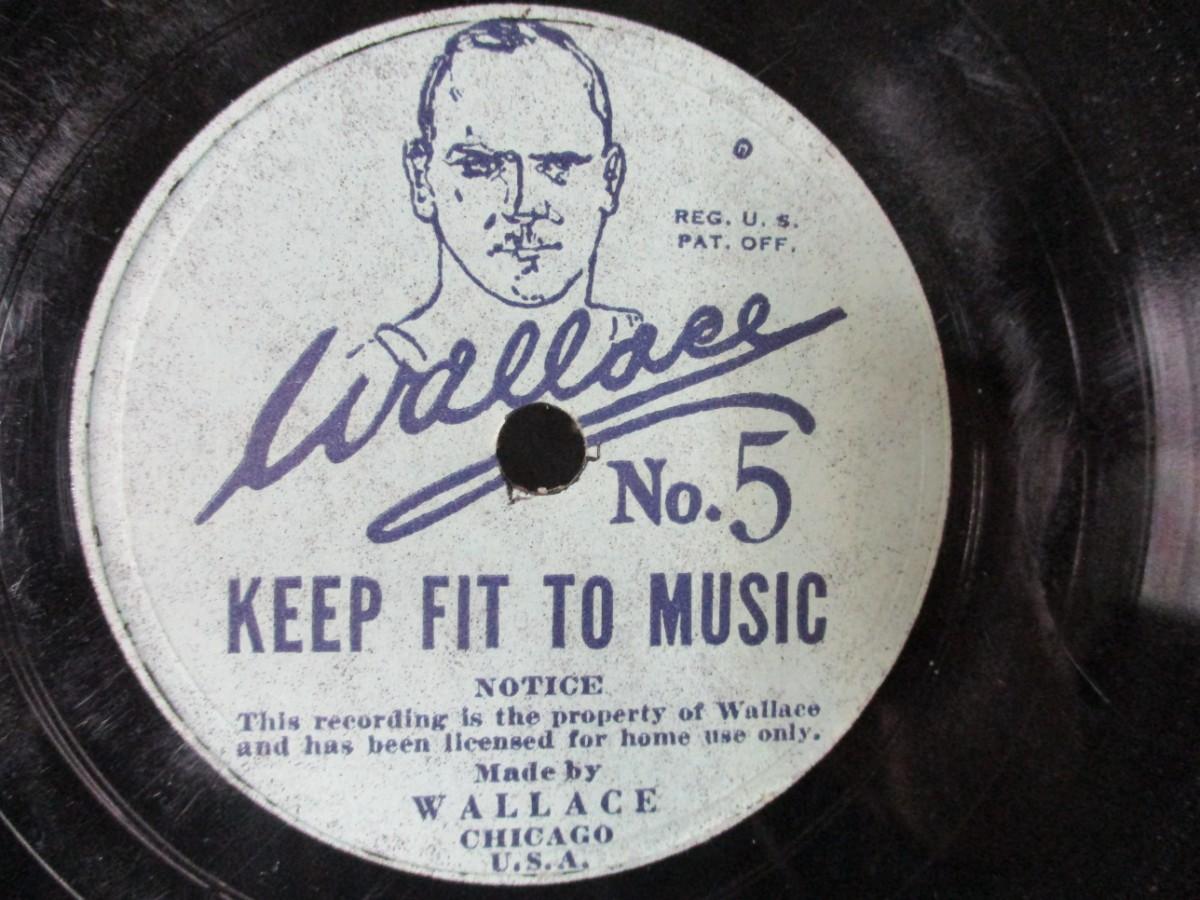 REG. U. S.
PAT. OFF.
Wallace
No. 5
KEEP FIT TO MUSIC
NOTICE
This recording is the property of Wallace
and has been licensed for home use only.
Made by
WALLACE
CHICAGO
U.S.A.